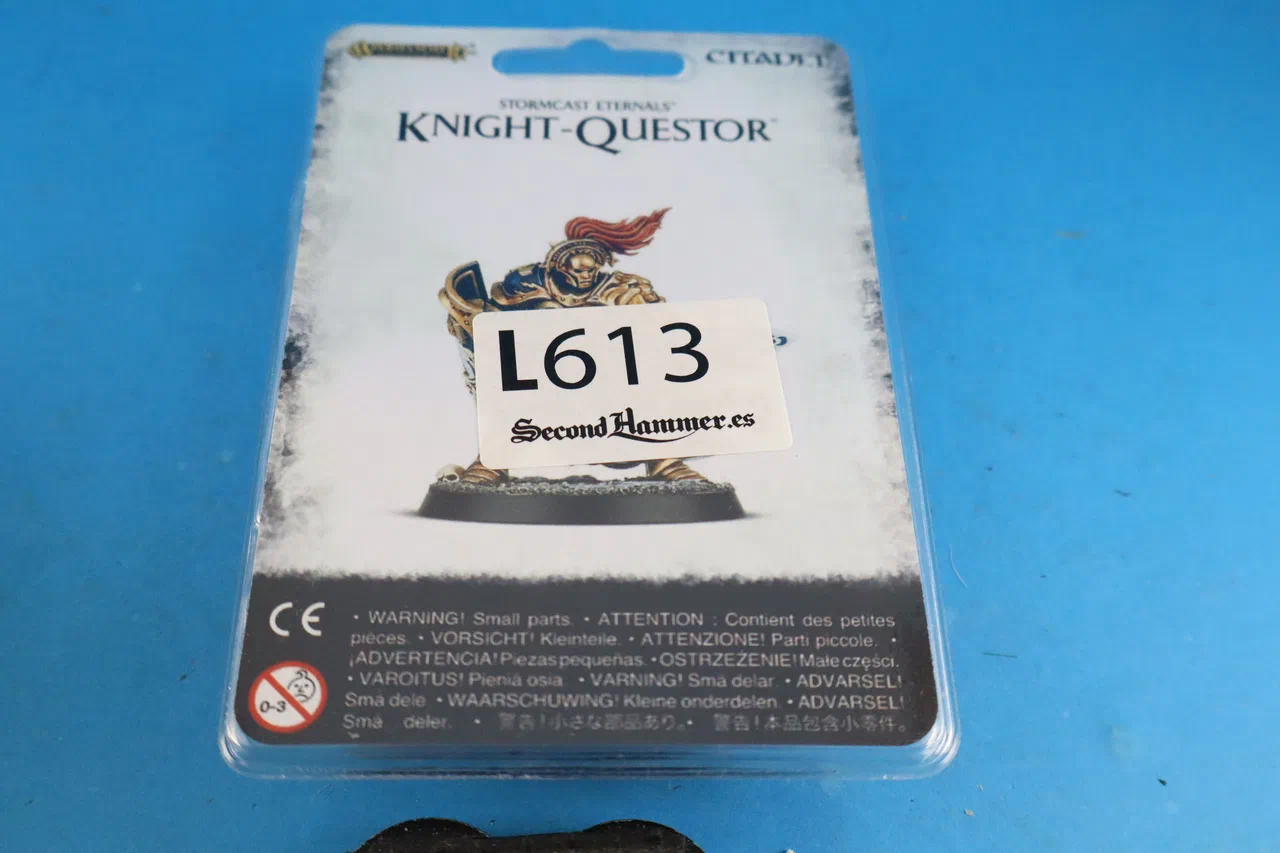 CITADEL
STORMCAST ETERNALS™
KNIGHT-QUESTOR™
L613
SecondHammer.es
CE
• WARNING! Small parts. • ATTENTION : Contient des petites
pièces. • VORSICHT! Kleinteile. • ATTENZIONE! Parti piccole. •
¡ADVERTENCIA! Piezas pequeñas. • OSTRZEŻENIE! Małe części.
• VAROITUS! Pieniä osia • VARNING! Små delar. • ADVARSEL!
Små dele. • WAARSCHUWING! Kleine onderdelen. • ADVARSEL!
0-3
Små deler. • 警告!小さな部品あり。• 警告!本品包含小零件。